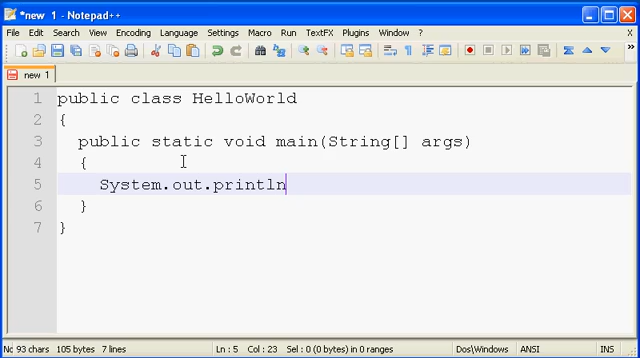 *new 1 - Notepad++
File Edit Search View Encoding Language Settings Macro Run TextFX Plugins Window ? X
new 1
1 public class HelloWorld
2 {
3 public static void main(String[] args)
4 {
5 System.out.println
6 }
7 }
Nc 93 chars 105 bytes 7 lines Ln : 5 Col : 23 Sel : 0 (0 bytes) in 0 ranges Dos\Windows ANSI INS